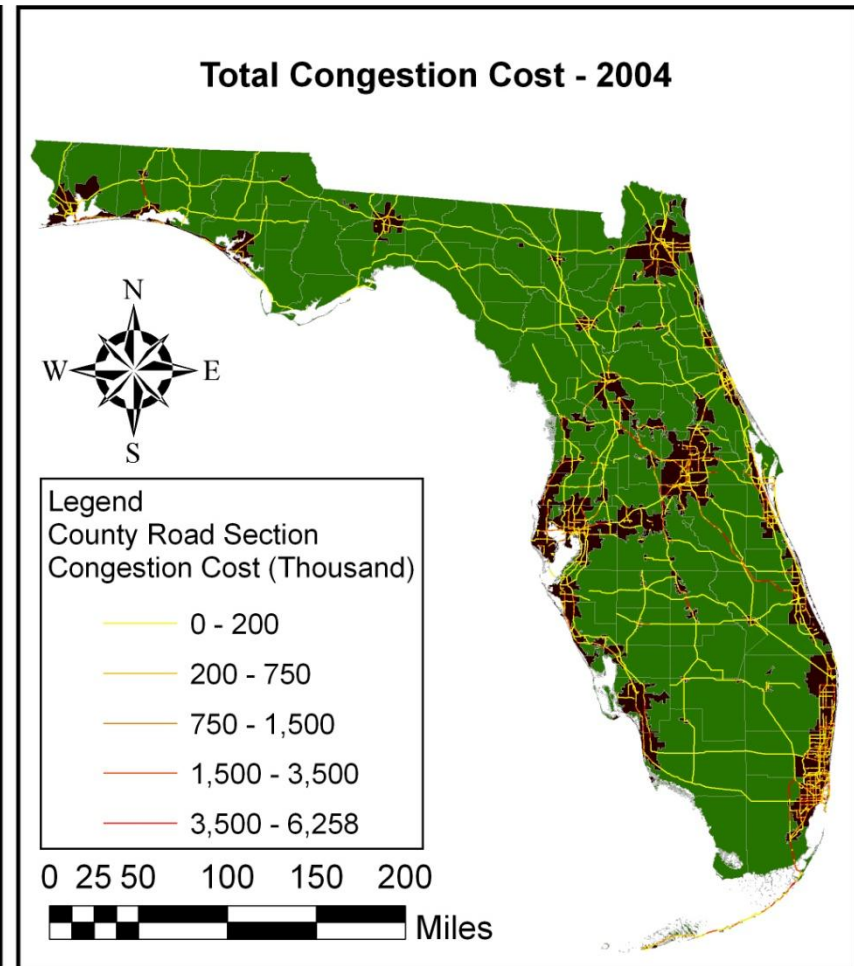 Total Congestion Cost - 2004
N
W E
S
Legend
County Road Section
Congestion Cost (Thousand)
0 - 200
200 - 750
750 - 1,500
1,500 - 3,500
3,500 - 6,258
0 25 50 100 150 200
Miles